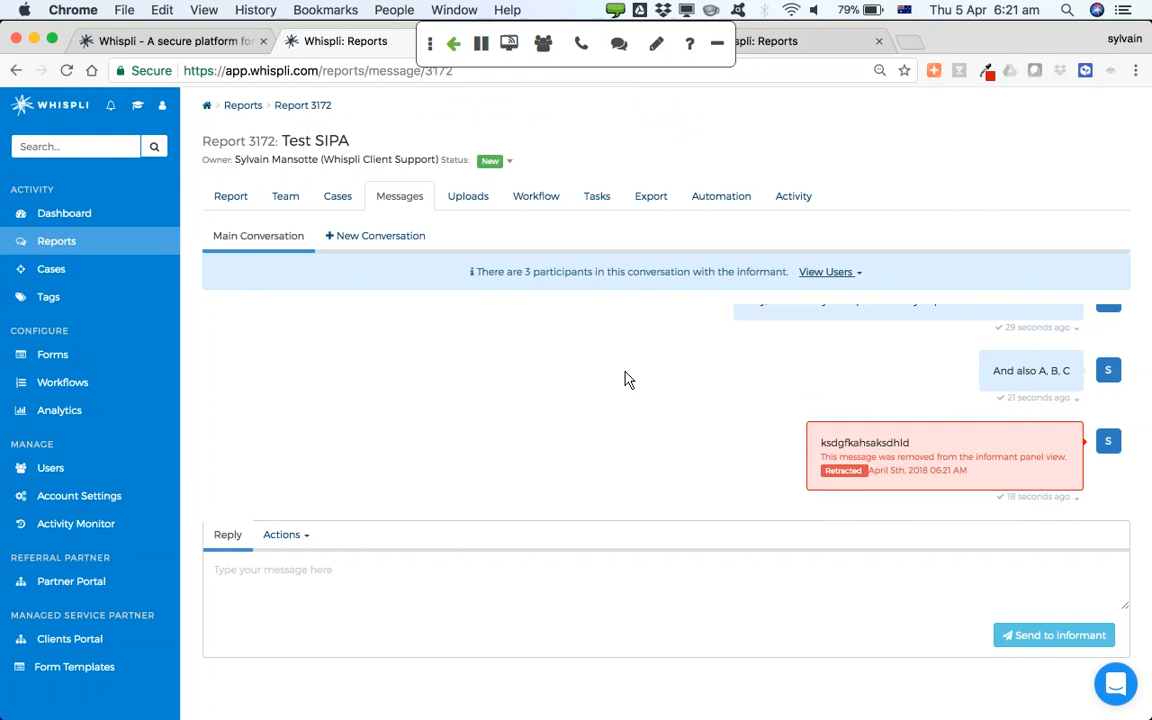 Chrome File Edit View History Bookmarks People Window Help 79% Thu 5 Apr 6:21 am
Whispli - A secure platform for Whispli: Reports spli: Reports sylvain
Secure https://app.whispli.com/reports/message/3172
WHISPLI
Reports > Report 3172
Report 3172: Test SIPA
Search...
Owner: Sylvain Mansotte (Whispli Client Support) Status: New
ACTIVITY
Dashboard
Reports
Cases
Tags
CONFIGURE
Forms
Workflows
Analytics
MANAGE
Users
Account Settings
Activity Monitor
REFERRAL PARTNER
Partner Portal
MANAGED SERVICE PARTNER
Clients Portal
Form Templates
Report Team Cases Messages Uploads Workflow Tasks Export Automation Activity
Main Conversation + New Conversation
There are 3 participants in this conversation with the informant. View Users
29 seconds ago
And also A, B, C S
21 seconds ago
ksdgfkahsaksdhld S
This message was removed from the informant panel view.
Retracted April 5th, 2018 06:21 AM
18 seconds ago
Reply Actions
Type your message here
Send to informant